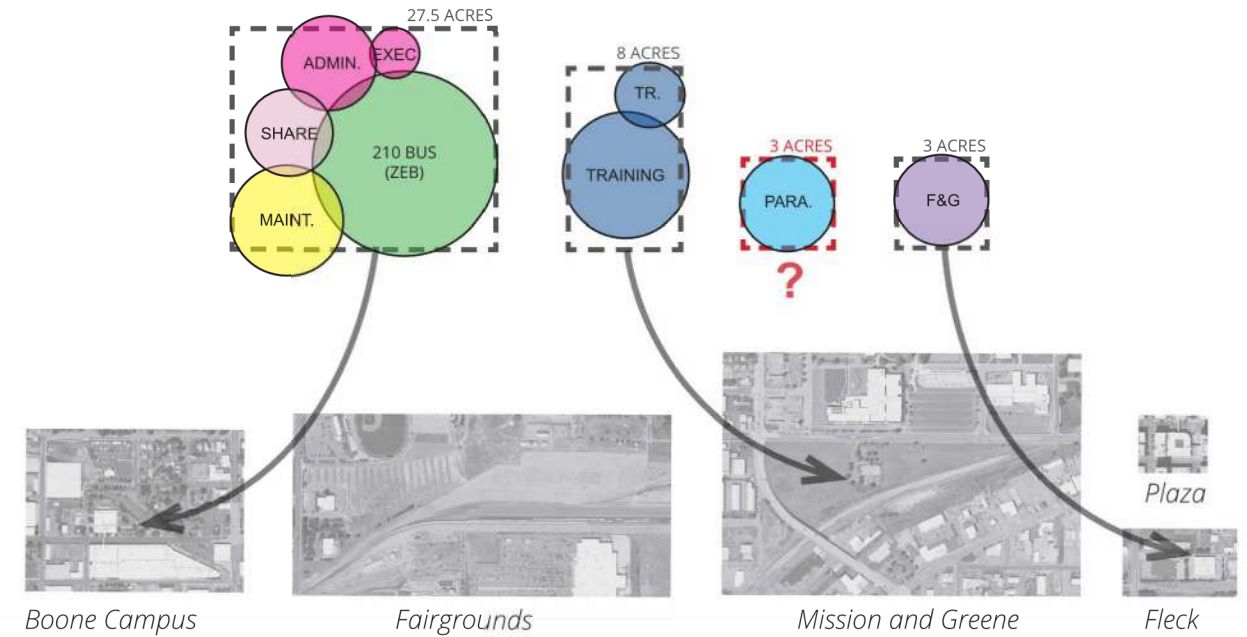 27.5 ACRES
ADMIN.
EXEC
8 ACRES
TR.
SHARE
210 BUS
(ZEB)
3 ACRES
3 ACRES
TRAINING
PARA.
F&G
MAINT.
?
Plaza
Boone Campus
Fairgrounds
Mission and Greene
Fleck